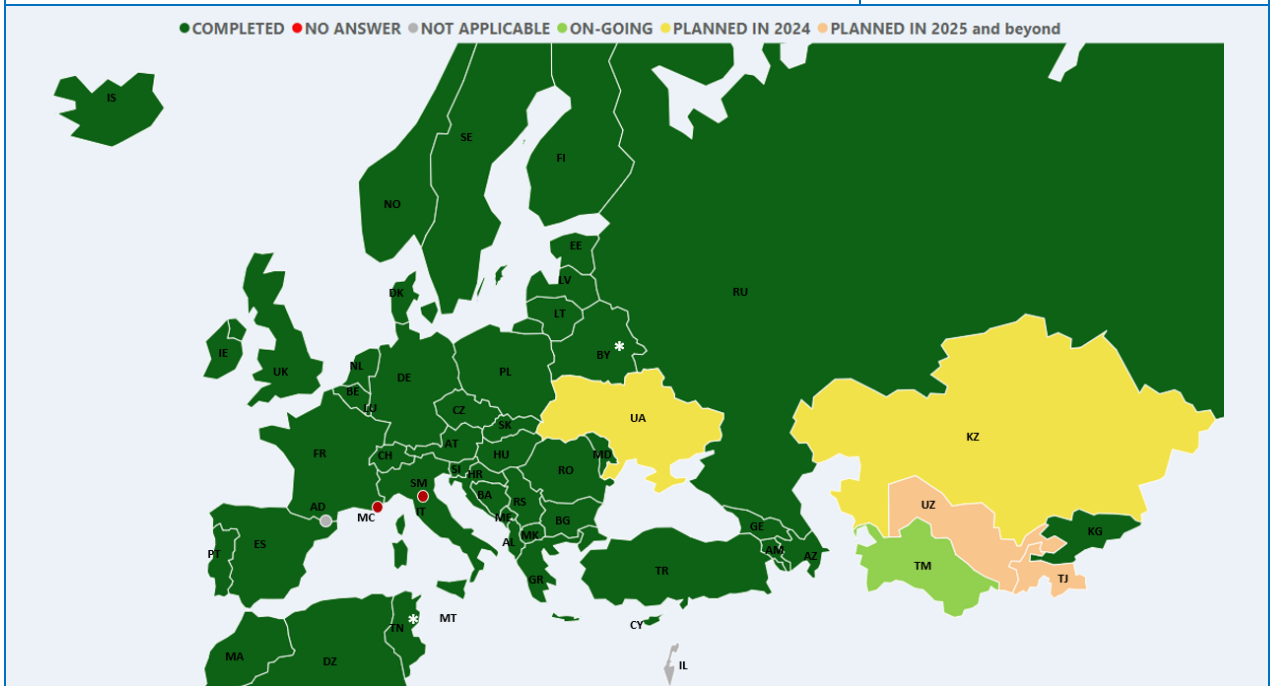 COMPLETED NO ANSWER NOT APPLICABLE ON-GOING PLANNED IN 2024 PLANNED IN 2025 and beyond
IS
SE
FI
NO
EE
LV
DK
RU
LT
IE
BY *
NL
UK
DE
PL
BE
LU
CZ
UA
SK
KZ
AT
FR
CH
HU
MD
RO
SI
HR
SM
BA
RS
UZ
AD
MC
IT
ME
BG
GE
KG
MK
AL
ES
PT
AM
AZ
TM
TR
GR
TJ
TN *
MT
CY
MA
DZ
IL